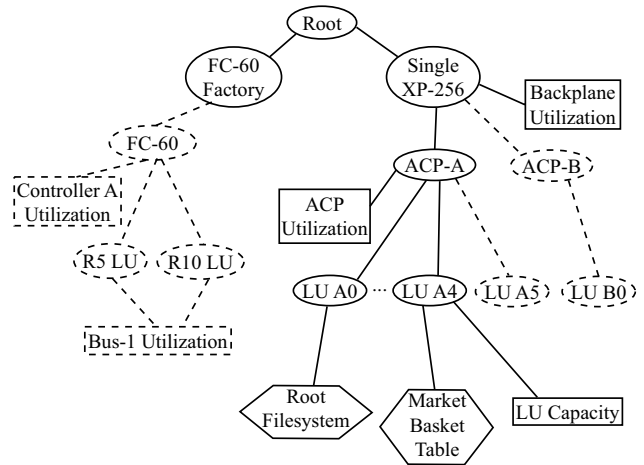 Root
FC-60
Factory
Single
XP-256
Backplane
Utilization
FC-60
ACP-A
ACP-B
Controller A
Utilization
ACP
Utilization
R5 LU
R10 LU
LU A0
...
LU A4
LU A5
LU B0
Bus-1 Utilization
Root
Filesystem
Market
Basket
Table
LU Capacity